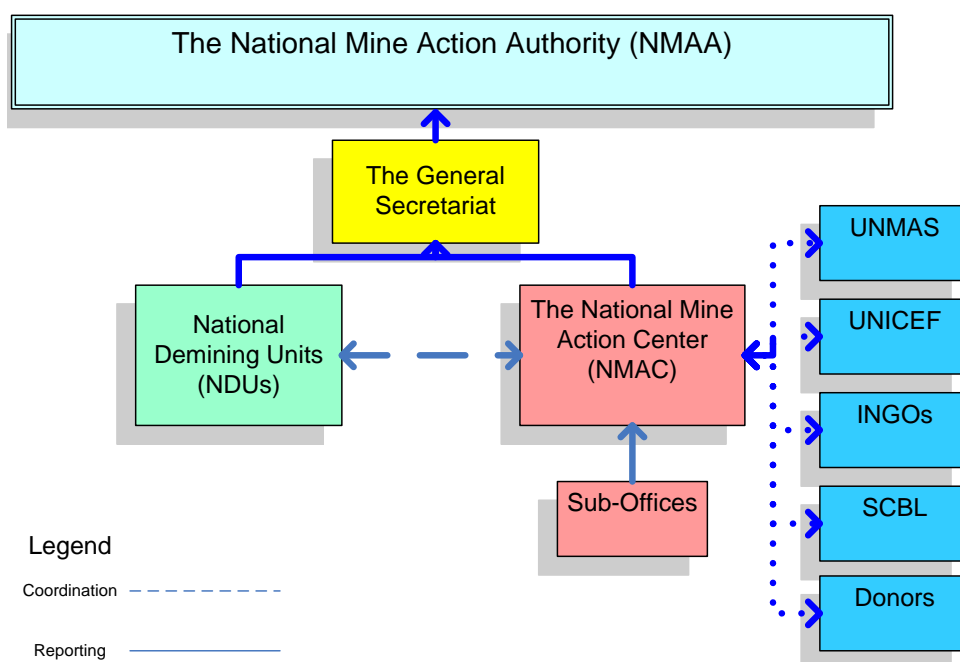 The National Mine Action Authority (NMAA)
The General
Secretariat
National
Demining Units
(NDUs)
The National Mine
Action Center
(NMAC)
Sub-Offices
UNMAS
UNICEF
INGOs
SCBL
Donors
Legend
Coordination
Reporting